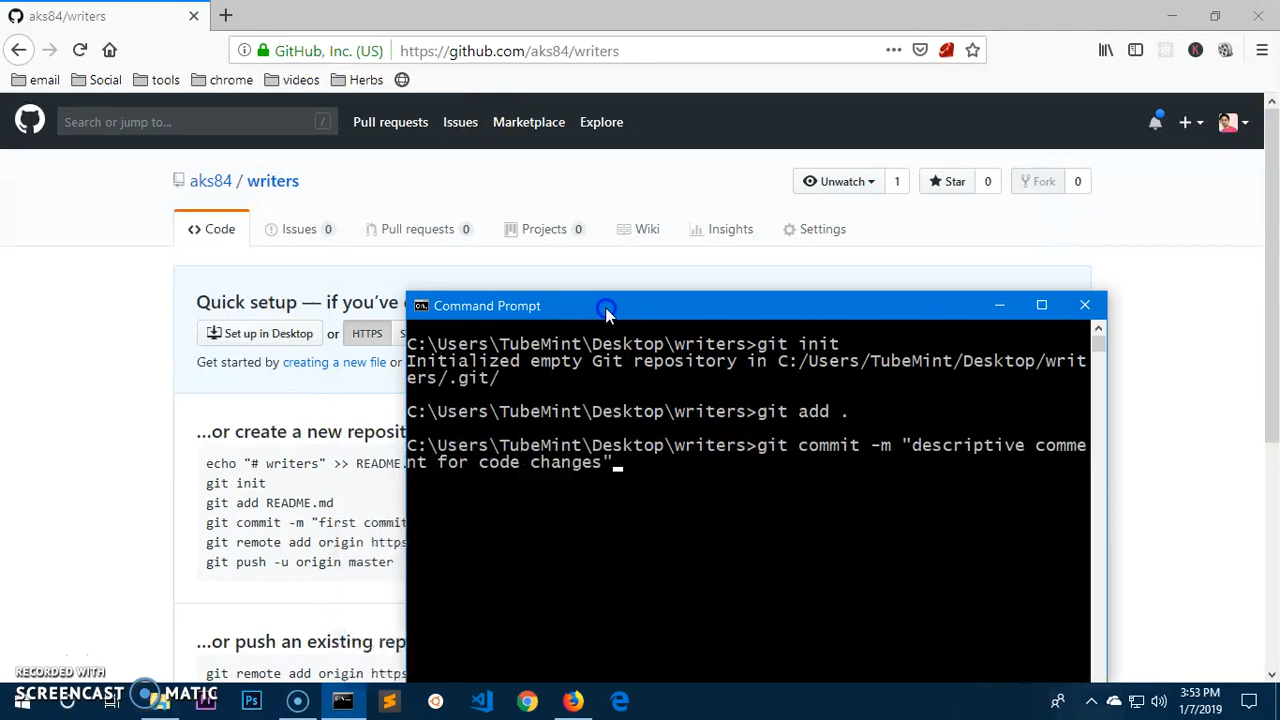 aks84/writers
GitHub, Inc. (US) https://github.com/aks84/writers
email Social tools chrome videos Herbs
Search or jump to... / Pull requests Issues Marketplace Explore
aks84 / writers Unwatch 1 Star 0 Fork 0
Code Issues 0 Pull requests 0 Projects 0 Wiki Insights Settings
Quick setup — if you've
Set up in Desktop or HTTPS
Get started by creating a new file or
...or create a new
echo "# writers" >> README.
git init
git add README.md
git commit -m "first
git remote add origin
git push -u origin master
...or push an existing
git remote add origin
Command Prompt
C:\Users\TubeMint\Desktop\writers>git init
Initialized empty Git repository in C:/Users/TubeMint/Desktop/writ
ers/.git/
C:\Users\TubeMint\Desktop\writers>git add .
C:\Users\TubeMint\Desktop\writers>git commit -m "descriptive comme
nt for code changes"
RECORDED WITH
SCREENCAST MATIC
3:53 PM
1/7/2019